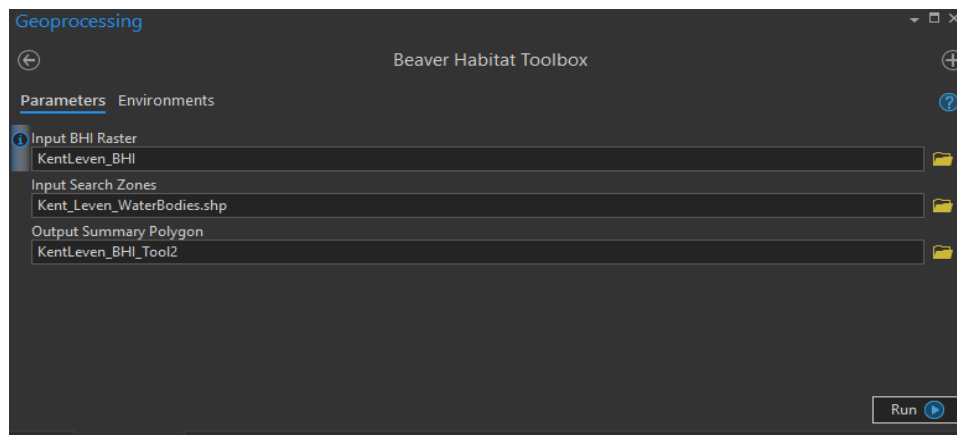 Geoprocessing
Beaver Habitat Toolbox
Parameters Environments
?
i Input BHI Raster
KentLeven_BHI
Input Search Zones
Kent_Leven_WaterBodies.shp
Output Summary Polygon
KentLeven_BHI_Tool2
Run